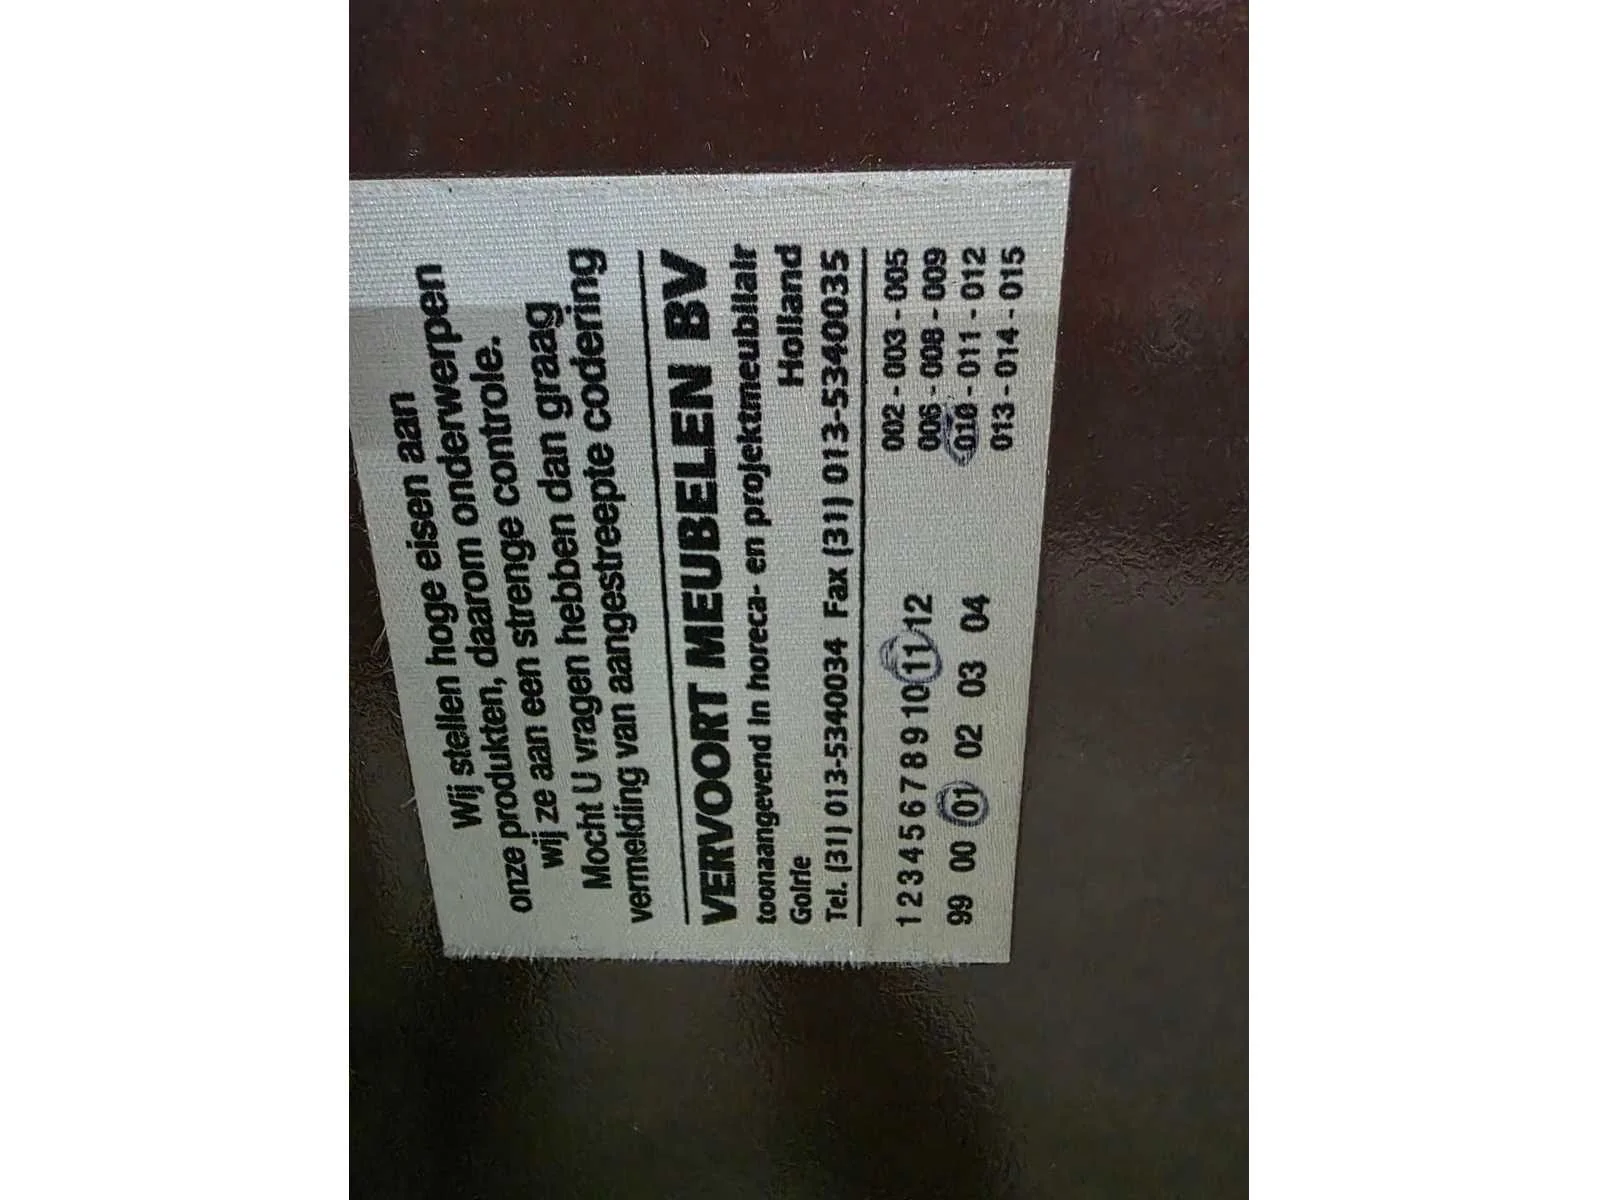 Wij stellen hoge eisen aan
onze produkten, daarom onderwerpen
wij ze aan een strenge controle.
Mocht U vragen hebben dan graag
vermelding van aangestreepte codering
VERVOORT MEUBELEN BV
toonaangevend in horeca- en projektmeubilair
Goirle Holland
Tel. (31) 013-5340034 Fax (31) 013-5340035
1 2 3 4 5 6 7 8 9 10 11 12 002 - 003 - 005
006 - 008 - 009
99 00 01 02 03 04 010 - 011 - 012
013 - 014 - 015